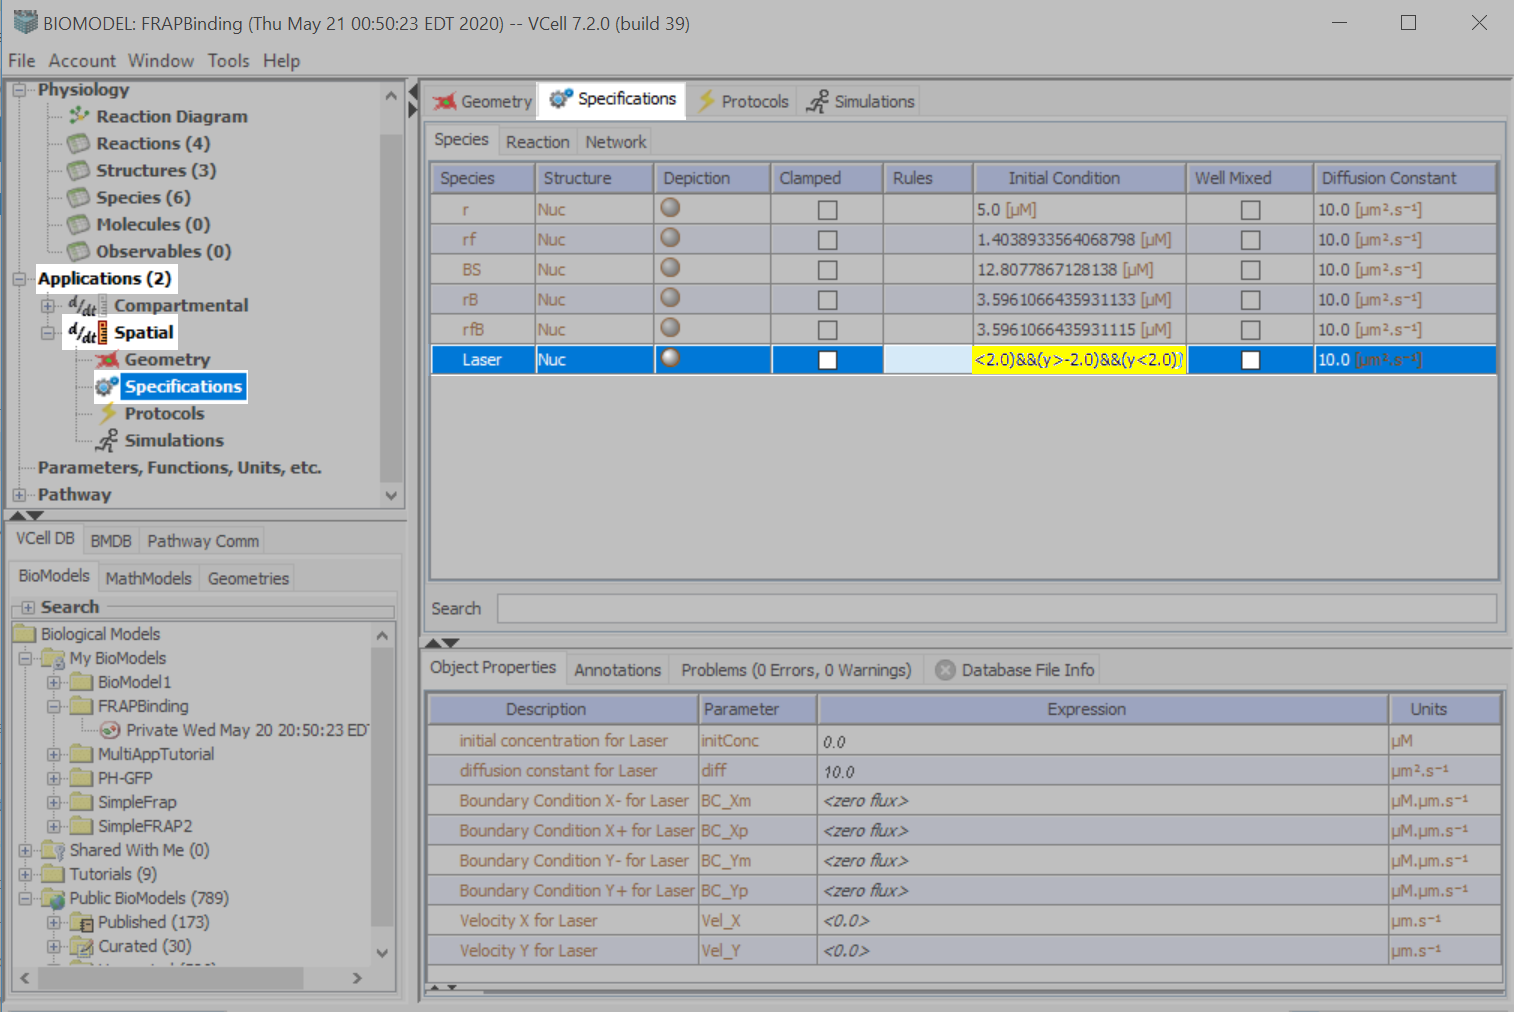 BIOMODEL: FRAPBinding (Thu May 21 00:50:23 EDT 2020) -- VCell 7.2.0 (build 39)
File Account Window Tools Help
Physiology
Reaction Diagram
Reactions (4)
Structures (3)
Species (6)
Molecules (0)
Observables (0)
Applications (2)
d/dt Compartmental
d/dt Spatial
Geometry
Specifications
Protocols
Simulations
Parameters, Functions, Units, etc.
Pathway
VCell DB BMDB Pathway Comm
BioModels MathModels Geometries
Search
Biological Models
My BioModels
BioModel1
FRAPBinding
Private Wed May 20 20:50:23 EDT
MultiAppTutorial
PH-GFP
SimpleFrap
SimpleFRAP2
Shared With Me (0)
Tutorials (9)
Public BioModels (789)
Published (173)
Curated (30)
Geometry Specifications Protocols Simulations
Species Reaction Network
Species Structure Depiction Clamped Rules Initial Condition Well Mixed Diffusion Constant
r Nuc 5.0 [µM] 10.0 [µm².s⁻¹]
rf Nuc 1.4038933564068798 [µM] 10.0 [µm².s⁻¹]
BS Nuc 12.8077867128138 [µM] 10.0 [µm².s⁻¹]
rB Nuc 3.5961066435931133 [µM] 10.0 [µm².s⁻¹]
rfB Nuc 3.5961066435931115 [µM] 10.0 [µm².s⁻¹]
Laser Nuc <2.0)&&(y>-2.0)&&(y<2.0) 10.0 [µm².s⁻¹]
Search
Object Properties Annotations Problems (0 Errors, 0 Warnings) Database File Info
Description Parameter Expression Units
initial concentration for Laser initConc 0.0 µM
diffusion constant for Laser diff 10.0 µm².s⁻¹
Boundary Condition X- for Laser BC_Xm <zero flux> µM.µm.s⁻¹
Boundary Condition X+ for Laser BC_Xp <zero flux> µM.µm.s⁻¹
Boundary Condition Y- for Laser BC_Ym <zero flux> µM.µm.s⁻¹
Boundary Condition Y+ for Laser BC_Yp <zero flux> µM.µm.s⁻¹
Velocity X for Laser Vel_X <0.0> µm.s⁻¹
Velocity Y for Laser Vel_Y <0.0> µm.s⁻¹